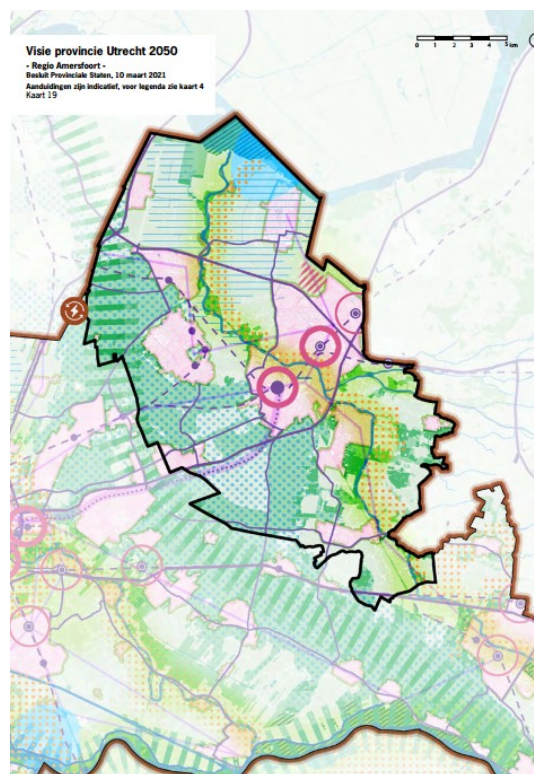 Visie provincie Utrecht 2050
- Regio Amersfoort -
Besluit Provinciale Staten, 10 maart 2021
Aanduidingen zijn indicatief, voor legenda zie kaart 4
Kaart 19
0 1 2 3 4 5 km